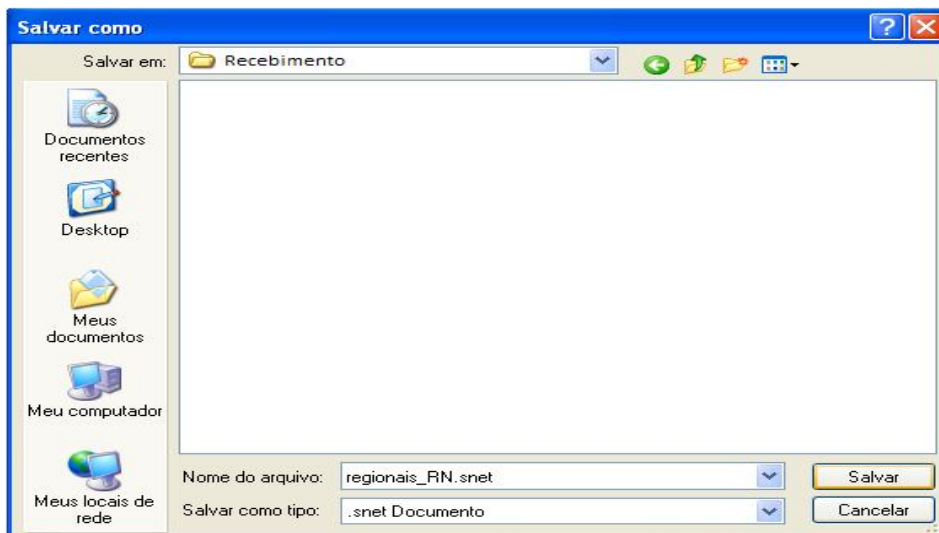 Salvar como
Salvar em: Recebimento
Documentos
recentes
Desktop
Meus
documentos
Meu computador
Meus locais de
rede
Nome do arquivo: regionais_RN.snet Salvar
Salvar como tipo: .snet Documento Cancelar